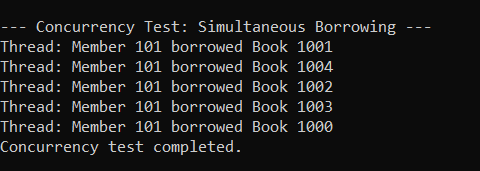 --- Concurrency Test: Simultaneous Borrowing ---
Thread: Member 101 borrowed Book 1001
Thread: Member 101 borrowed Book 1004
Thread: Member 101 borrowed Book 1002
Thread: Member 101 borrowed Book 1003
Thread: Member 101 borrowed Book 1000
Concurrency test completed.